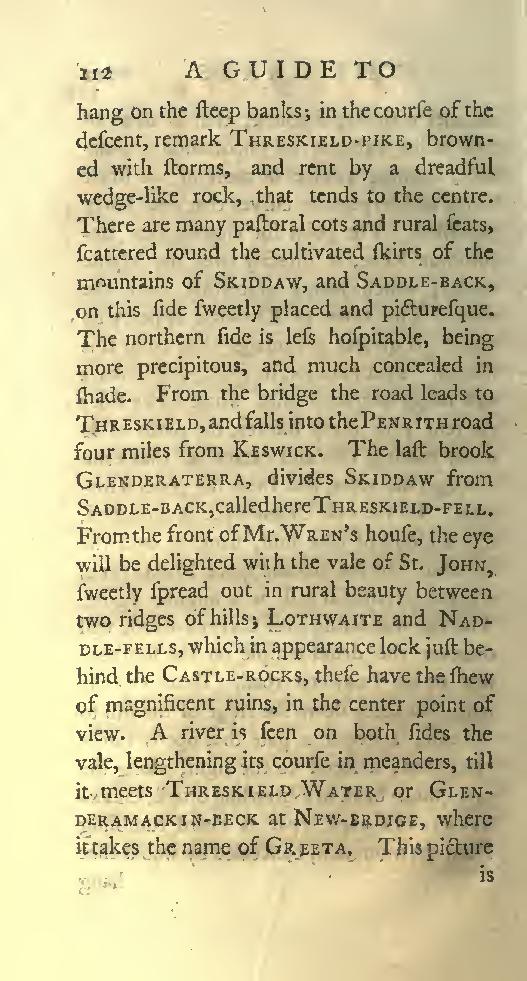 112 A GUIDE TO
hang on the ſteep banks; in the courſe of the
deſcent, remark THRESKIELD-PIKE, brown-
ed with ſtorms, and rent by a dreadful
wedge-like rock, that tends to the centre.
There are many paſtoral cots and rural ſeats,
ſcattered round the cultivated ſkirts of the
mountains of SKIDDAW, and SADDLE-BACK,
on this ſide ſweetly placed and pictureſque.
The northern ſide is leſs hoſpitable, being
more precipitous, and much concealed in
ſhade. From the bridge the road leads to
THRESKIELD, and falls into the PENRITH road
four miles from KESWICK. The laſt brook
GLENDERATERRA, divides SKIDDAW from
SADDLE-BACK, called here THRESKIELD-FELL.
From the front of Mr. WREN's houſe, the eye
will be delighted with the vale of St. JOHN,
ſweetly ſpread out in rural beauty between
two ridges of hills; LOTHWAITE and NAD-
DLE-FELLS, which in appearance lock juſt be-
hind the CASTLE-ROCKS, theſe have the ſhew
of magnificent ruins, in the center point of
view. A river is ſeen on both ſides the
vale, lengthening its courſe in meanders, till
it meets THRESKIELD WATER or GLEN-
DERAMACKIN-BECK at NEW-BRDIGE, where
it takes the name of GREETA. This picture
is